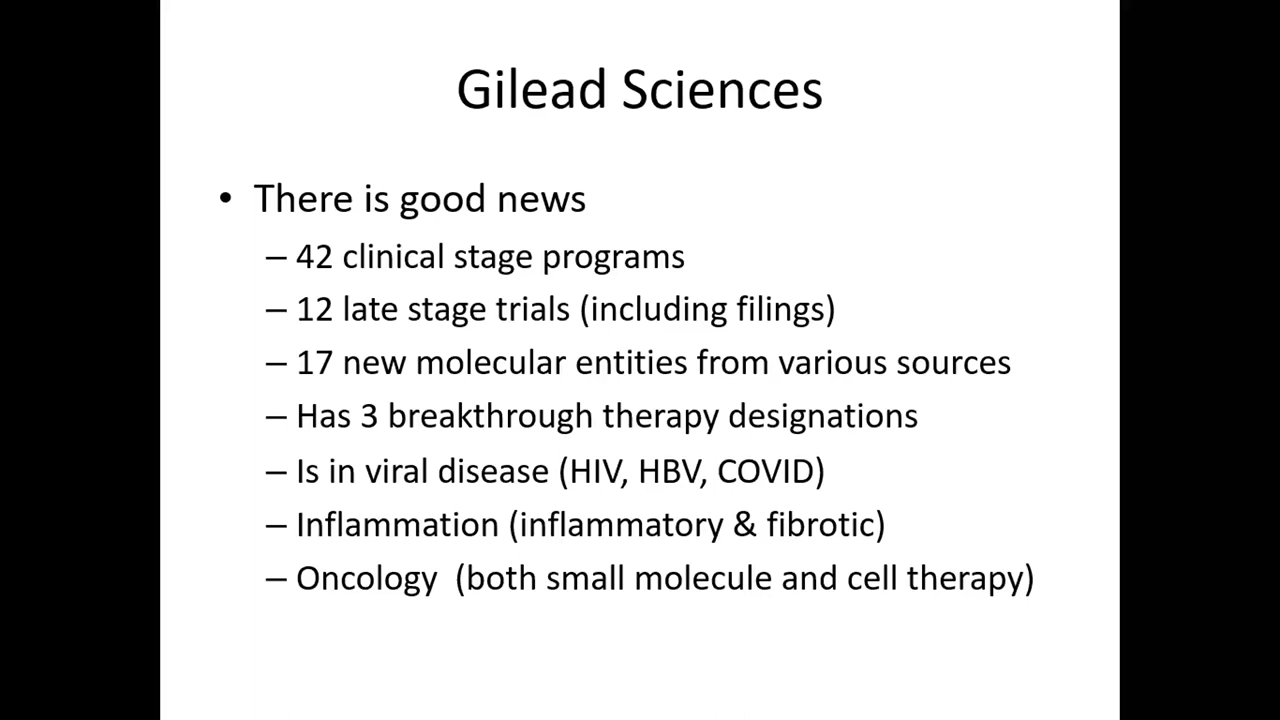 Gilead Sciences
• There is good news
– 42 clinical stage programs
– 12 late stage trials (including filings)
– 17 new molecular entities from various sources
– Has 3 breakthrough therapy designations
– Is in viral disease (HIV, HBV, COVID)
– Inflammation (inflammatory & fibrotic)
– Oncology  (both small molecule and cell therapy)